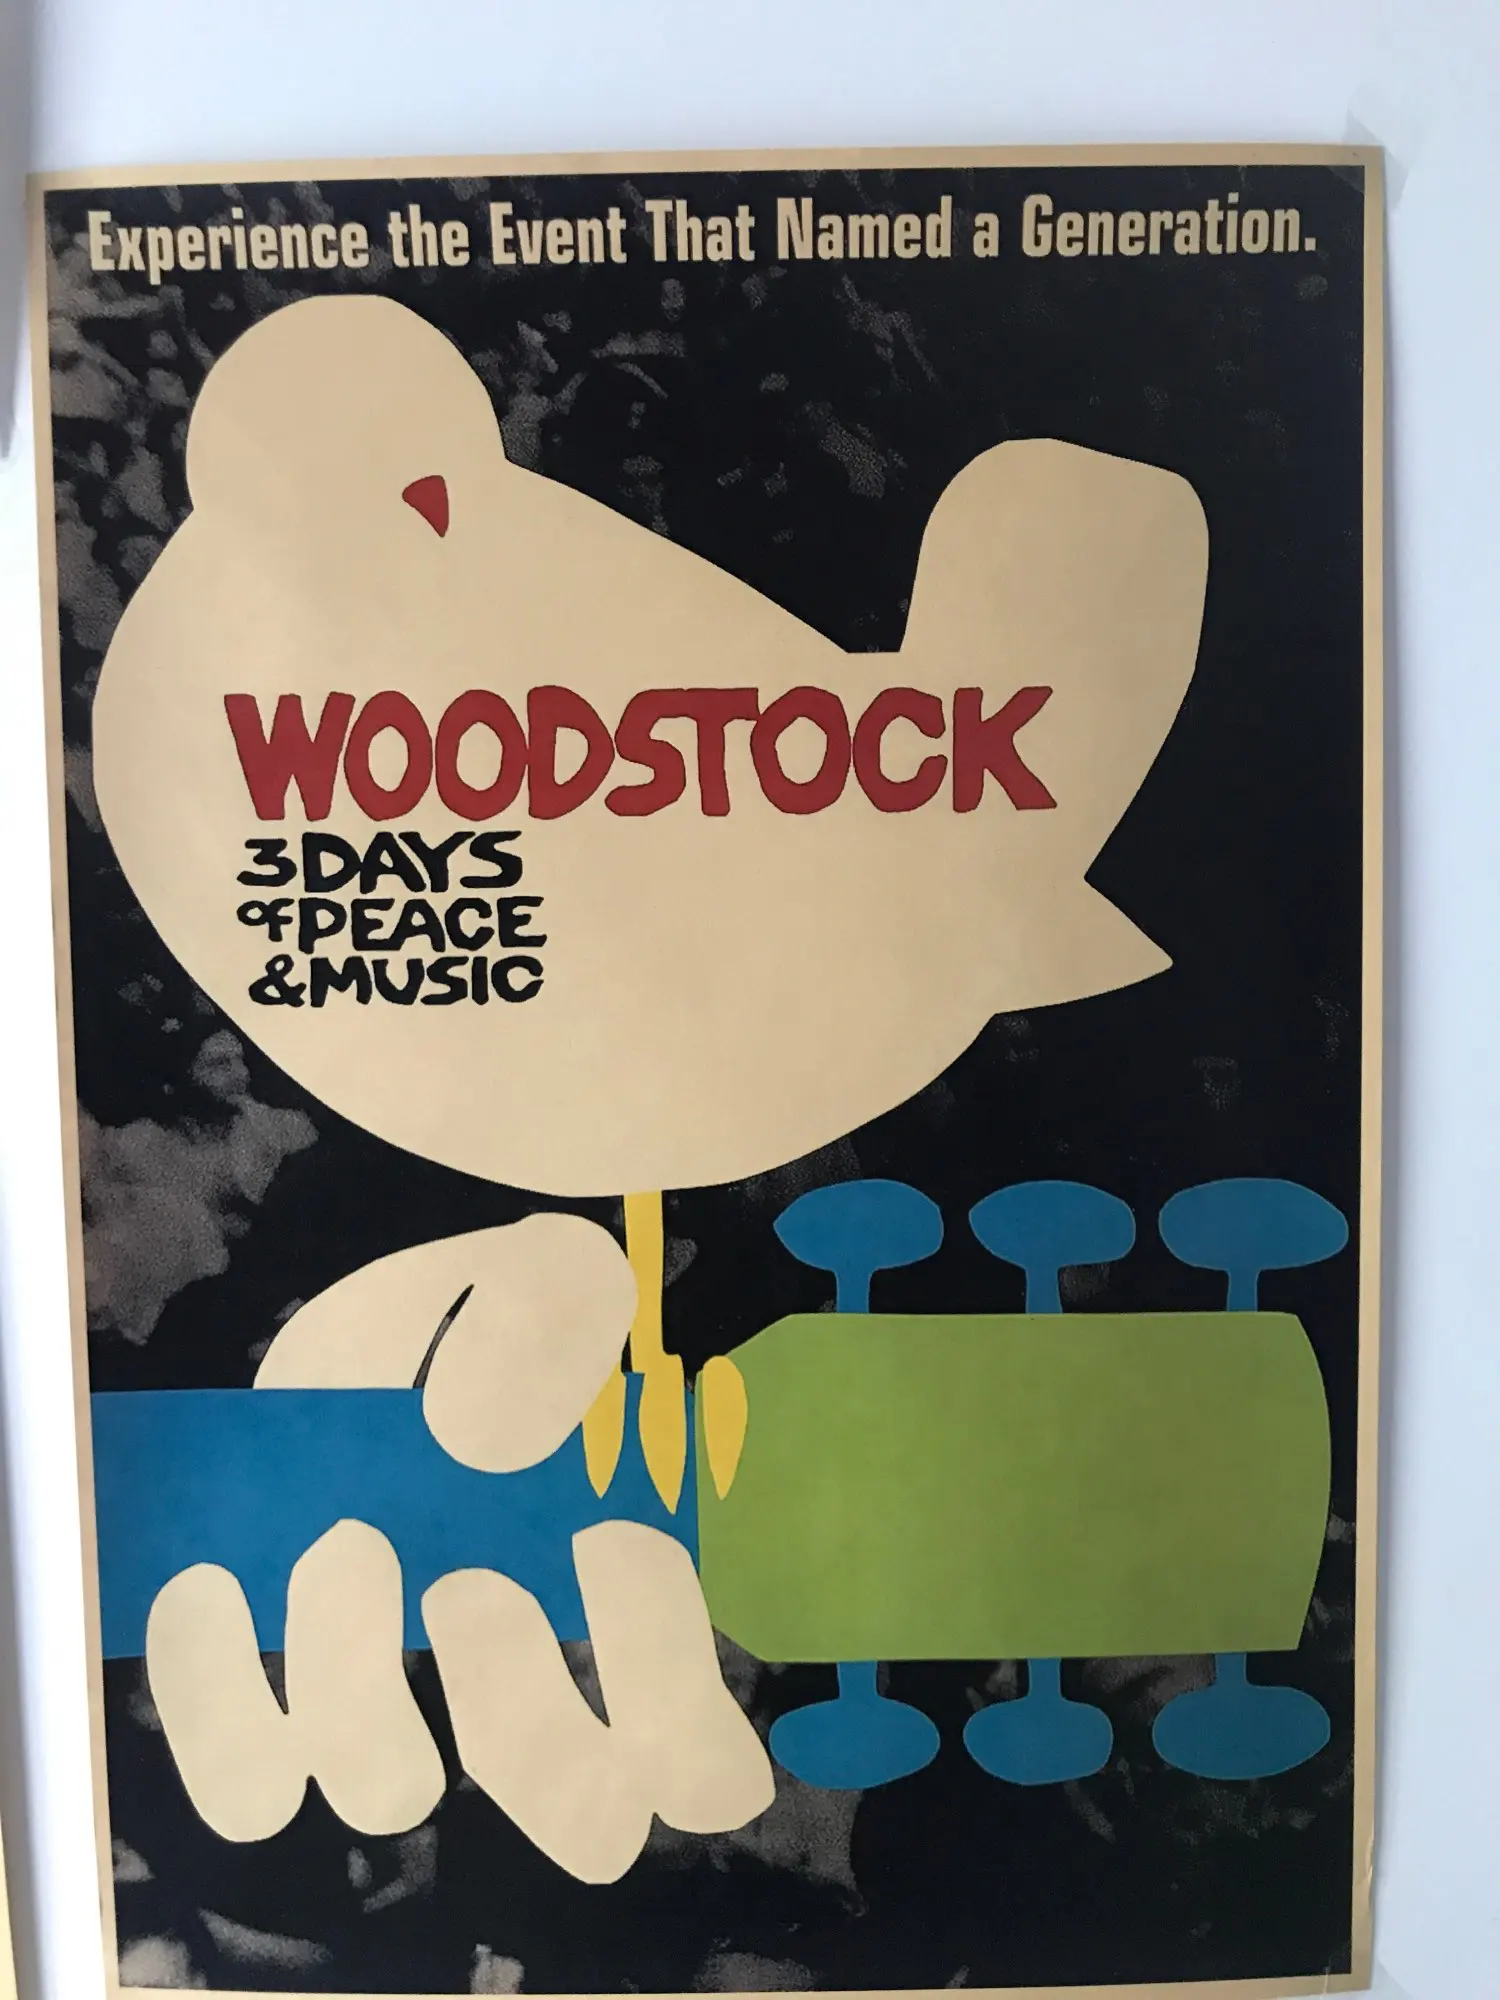 Experience the Event That Named a Generation.
WOODSTOCK
3 DAYS
OF PEACE
& MUSIC